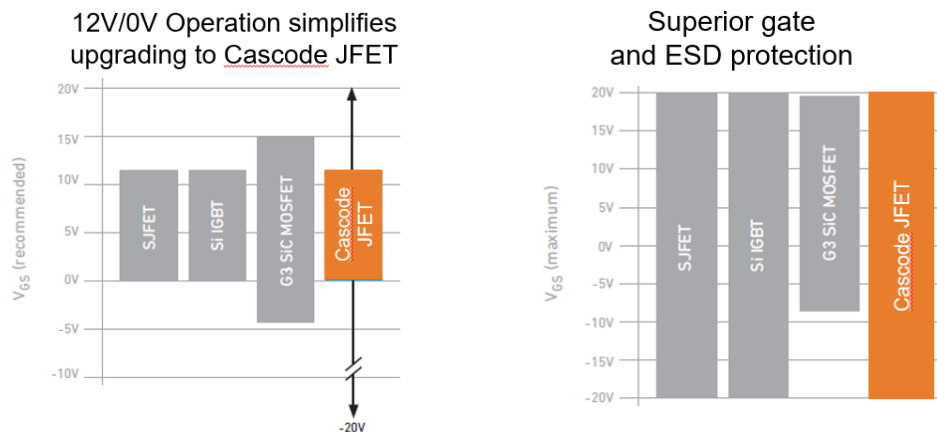 12V/0V Operation simplifies
upgrading to Cascode JFET
20V
15V
10V
5V
0V
-5V
-10V
VGS (recommended)
SJFET
Si IGBT
G3 SiC MOSFET
Cascode
JFET
-20V
Superior gate
and ESD protection
20V
15V
10V
5V
0V
-5V
-10V
-15V
-20V
VGS (maximum)
SJFET
Si IGBT
G3 SiC MOSFET
Cascode JFET